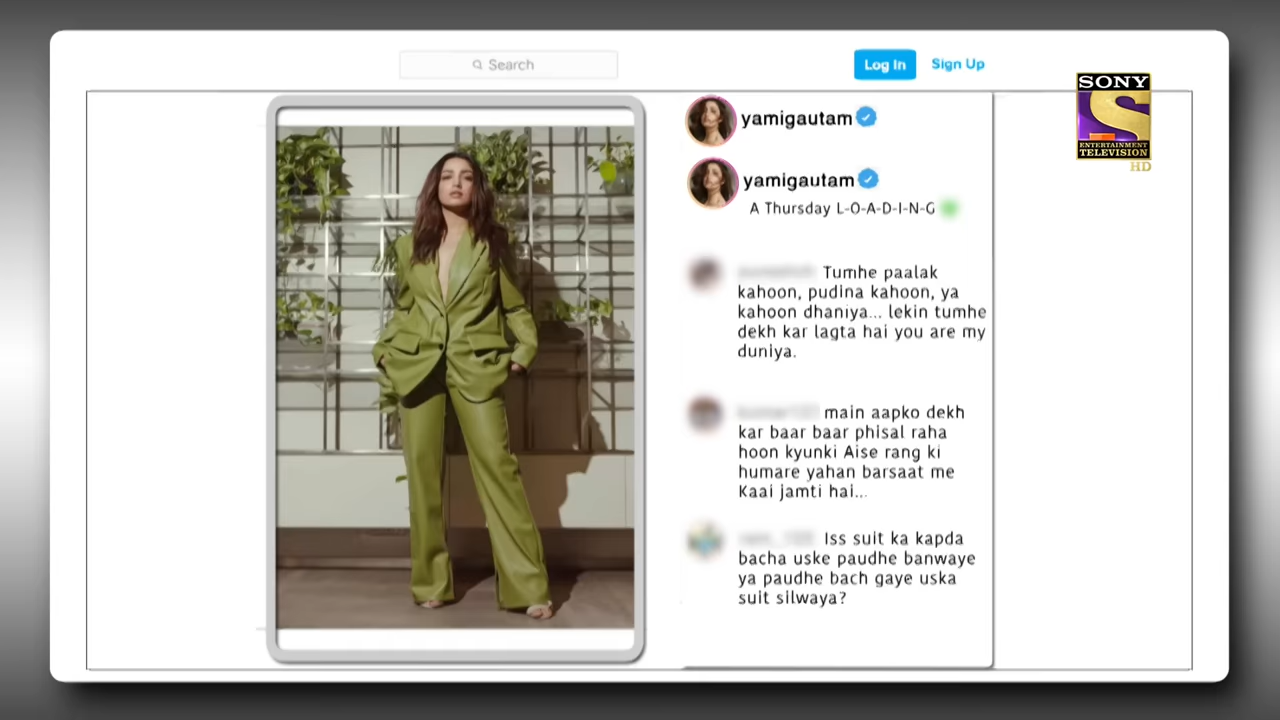 Search
Log In
Sign Up
SONY
S
ENTERTAINMENT
TELEVISION
HD
yamigautam
yamigautam
A Thursday L-O-A-D-I-N-G
Tumhe paalak
kahoon, pudina kahoon, ya
kahoon dhaniya... lekin tumhe
dekh kar lagta hai you are my
duniya.
main aapko dekh
kar baar baar phisal raha
hoon kyunki Aise rang ki
humare yahan barsaat me
Kaai jamti hai...
Iss suit ka kapda
bacha uske paudhe banwaye
ya paudhe bach gaye uska
suit silwaya?